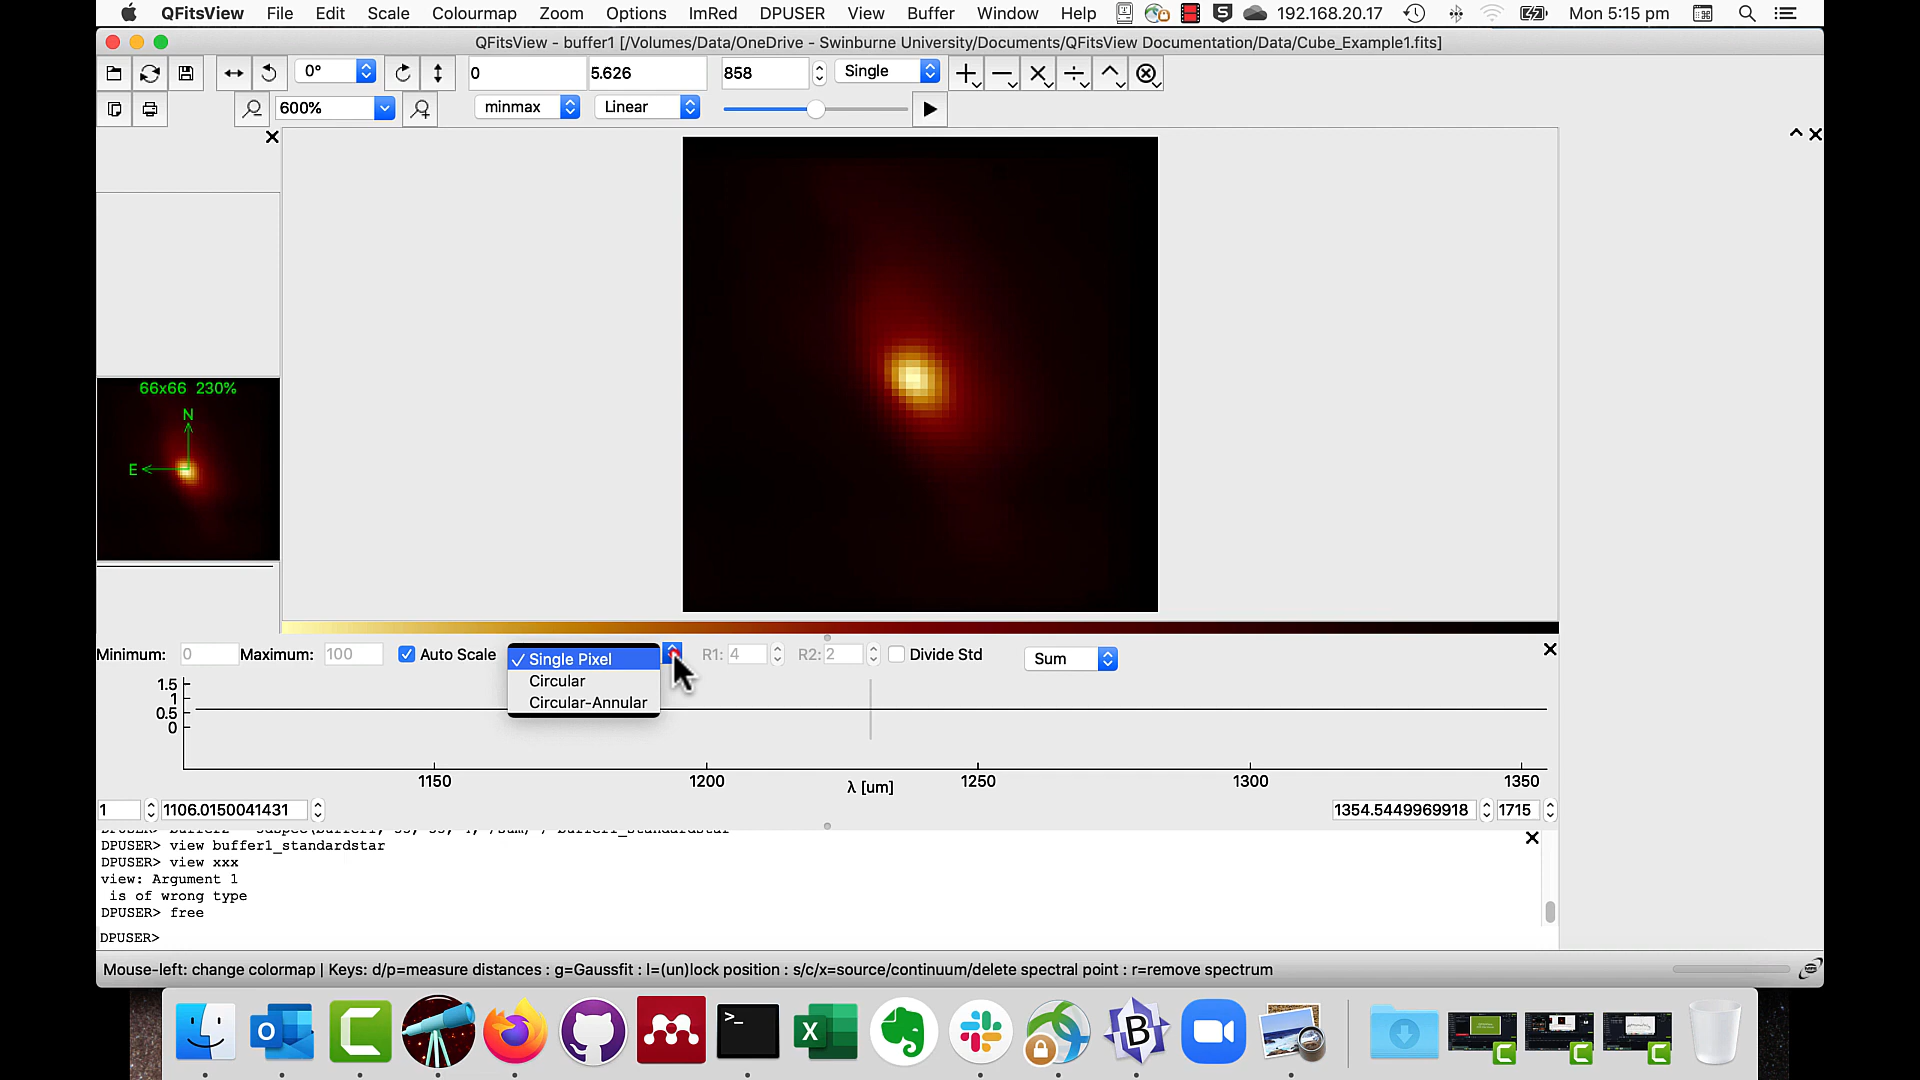 QFitsView File Edit Scale Colourmap Zoom Options ImRed DPUSER View Buffer Window Help 192.168.20.17 Mon 5:15 pm
QFitsView - buffer1 [/Volumes/Data/OneDrive - Swinburne University/Documents/QFitsView Documentation/Data/Cube_Example1.fits]
0° 0 5.626 858 Single
600% minmax Linear
66x66 230%
N
E
Minimum: 0 Maximum: 100 Auto Scale Single Pixel R1: 4 R2: 2 Divide Std Sum
Circular
Circular-Annular
1.5
1
0.5
0
1150 1200 1250 1300 1350
λ [um]
1 1106.0150041431 1354.5449969918 1715
DPUSER> view buffer1_standardstar
DPUSER> view xxx
view: Argument 1
is of wrong type
DPUSER> free
DPUSER>
Mouse-left: change colormap | Keys: d/p=measure distances : g=Gaussfit : l=(un)lock position : s/c/x=source/continuum/delete spectral point : r=remove spectrum